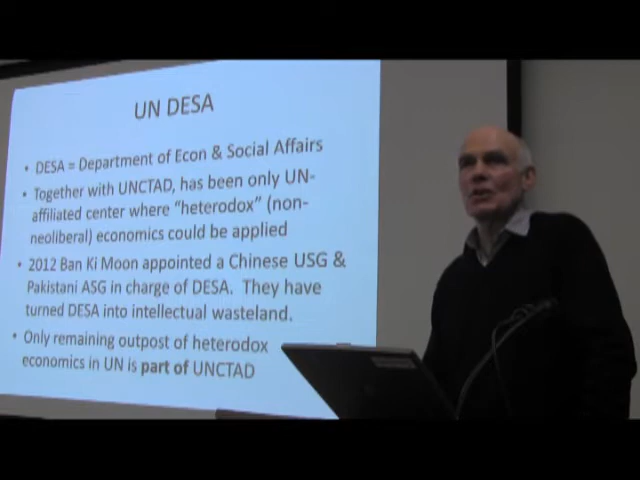 UN DESA
• DESA = Department of Econ & Social Affairs
• Together with UNCTAD, has been only UN-
affiliated center where “heterodox” (non-
neoliberal) economics could be applied
• 2012 Ban Ki Moon appointed a Chinese USG &
Pakistani ASG in charge of DESA. They have
turned DESA into intellectual wasteland.
• Only remaining outpost of heterodox
economics in UN is part of UNCTAD